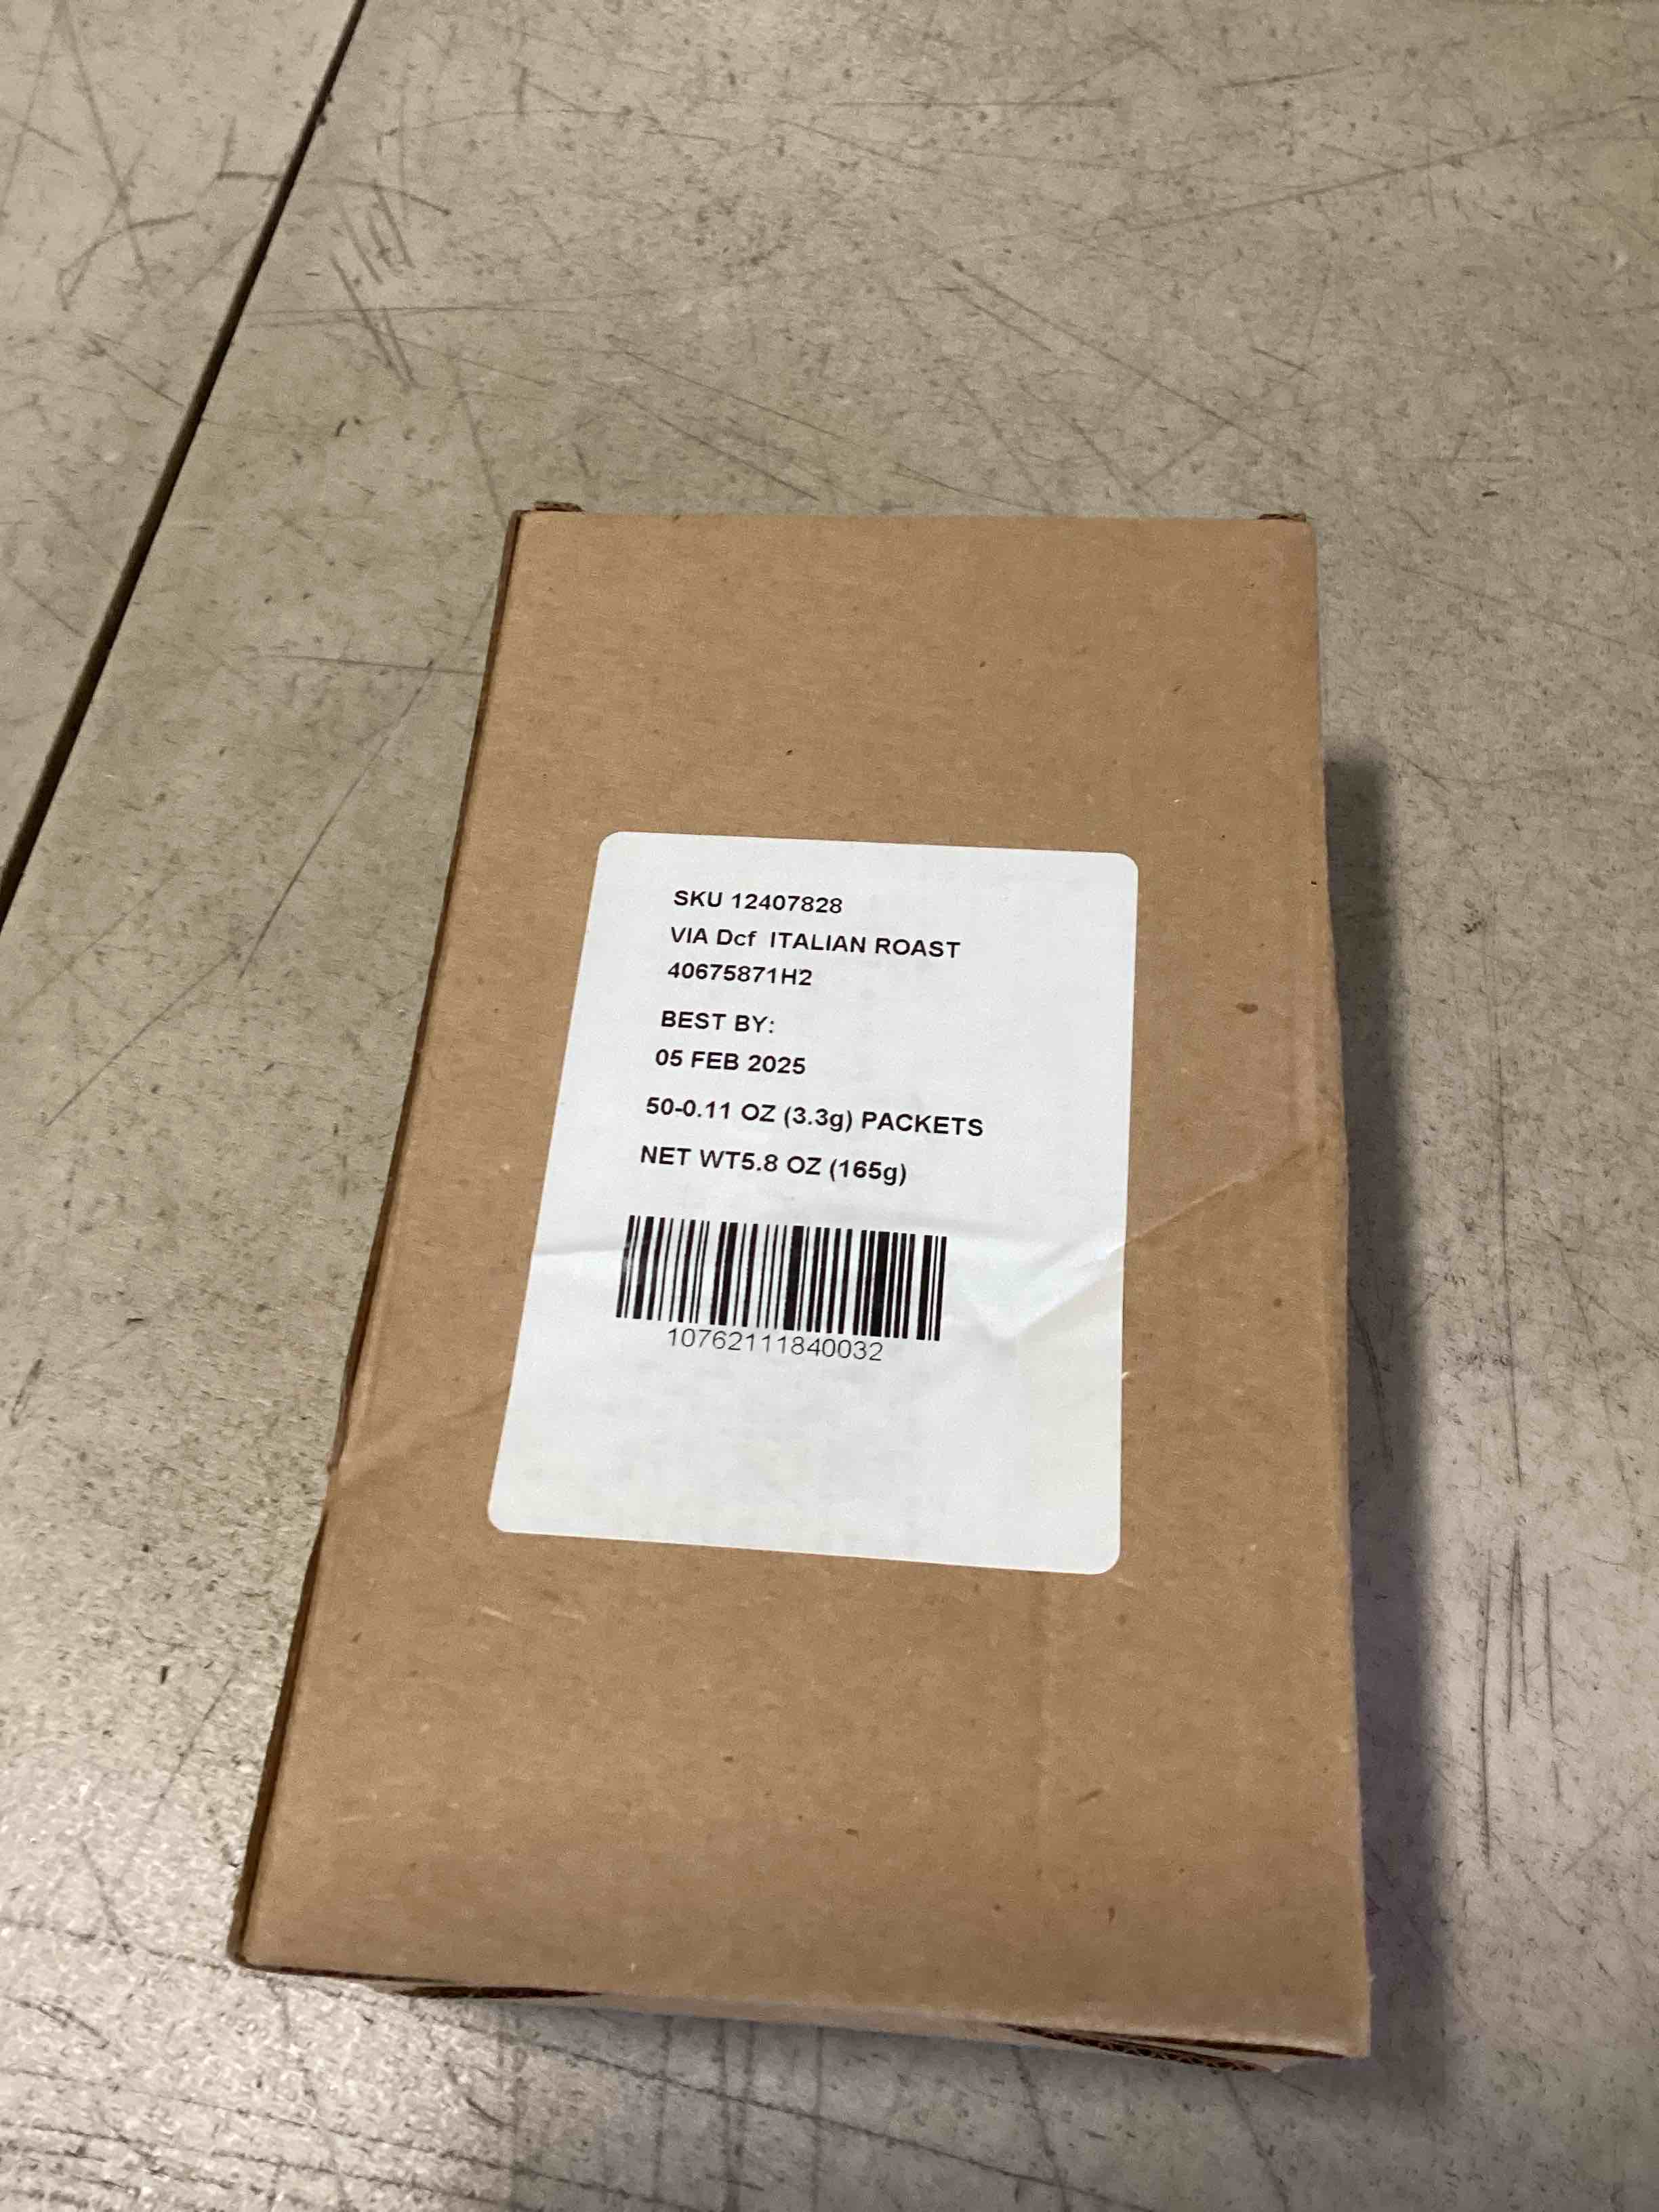 SKU 12407828
VIA Dcf ITALIAN ROAST
40675871H2
BEST BY:
05 FEB 2025
50-0.11 OZ (3.3g) PACKETS
NET WT5.8 OZ (165g)
10762111840032